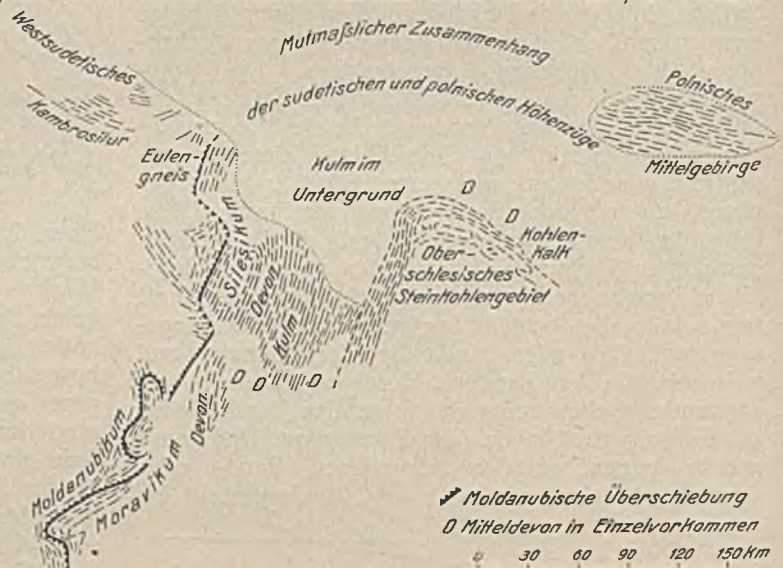 Westsudetisches
Kambrosilur
Mutmaſslicher Zusammenhang
der sudetischen und polnischen Höhenzüge
Polnisches
Mittelgebirge
Eulen-
gneis
Kulm im
Untergrund
D
D
Kohlen-
Kalk
Ober-
schlesisches
Steinkohlengebiet
Silesikum
Devon
Kulm
D
D
D
Devon
Moldanubikum
Moravikum
Moldanubische Überschiebung
D Mitteldevon in Einzelvorkommen
0 30 60 90 120 150 Km